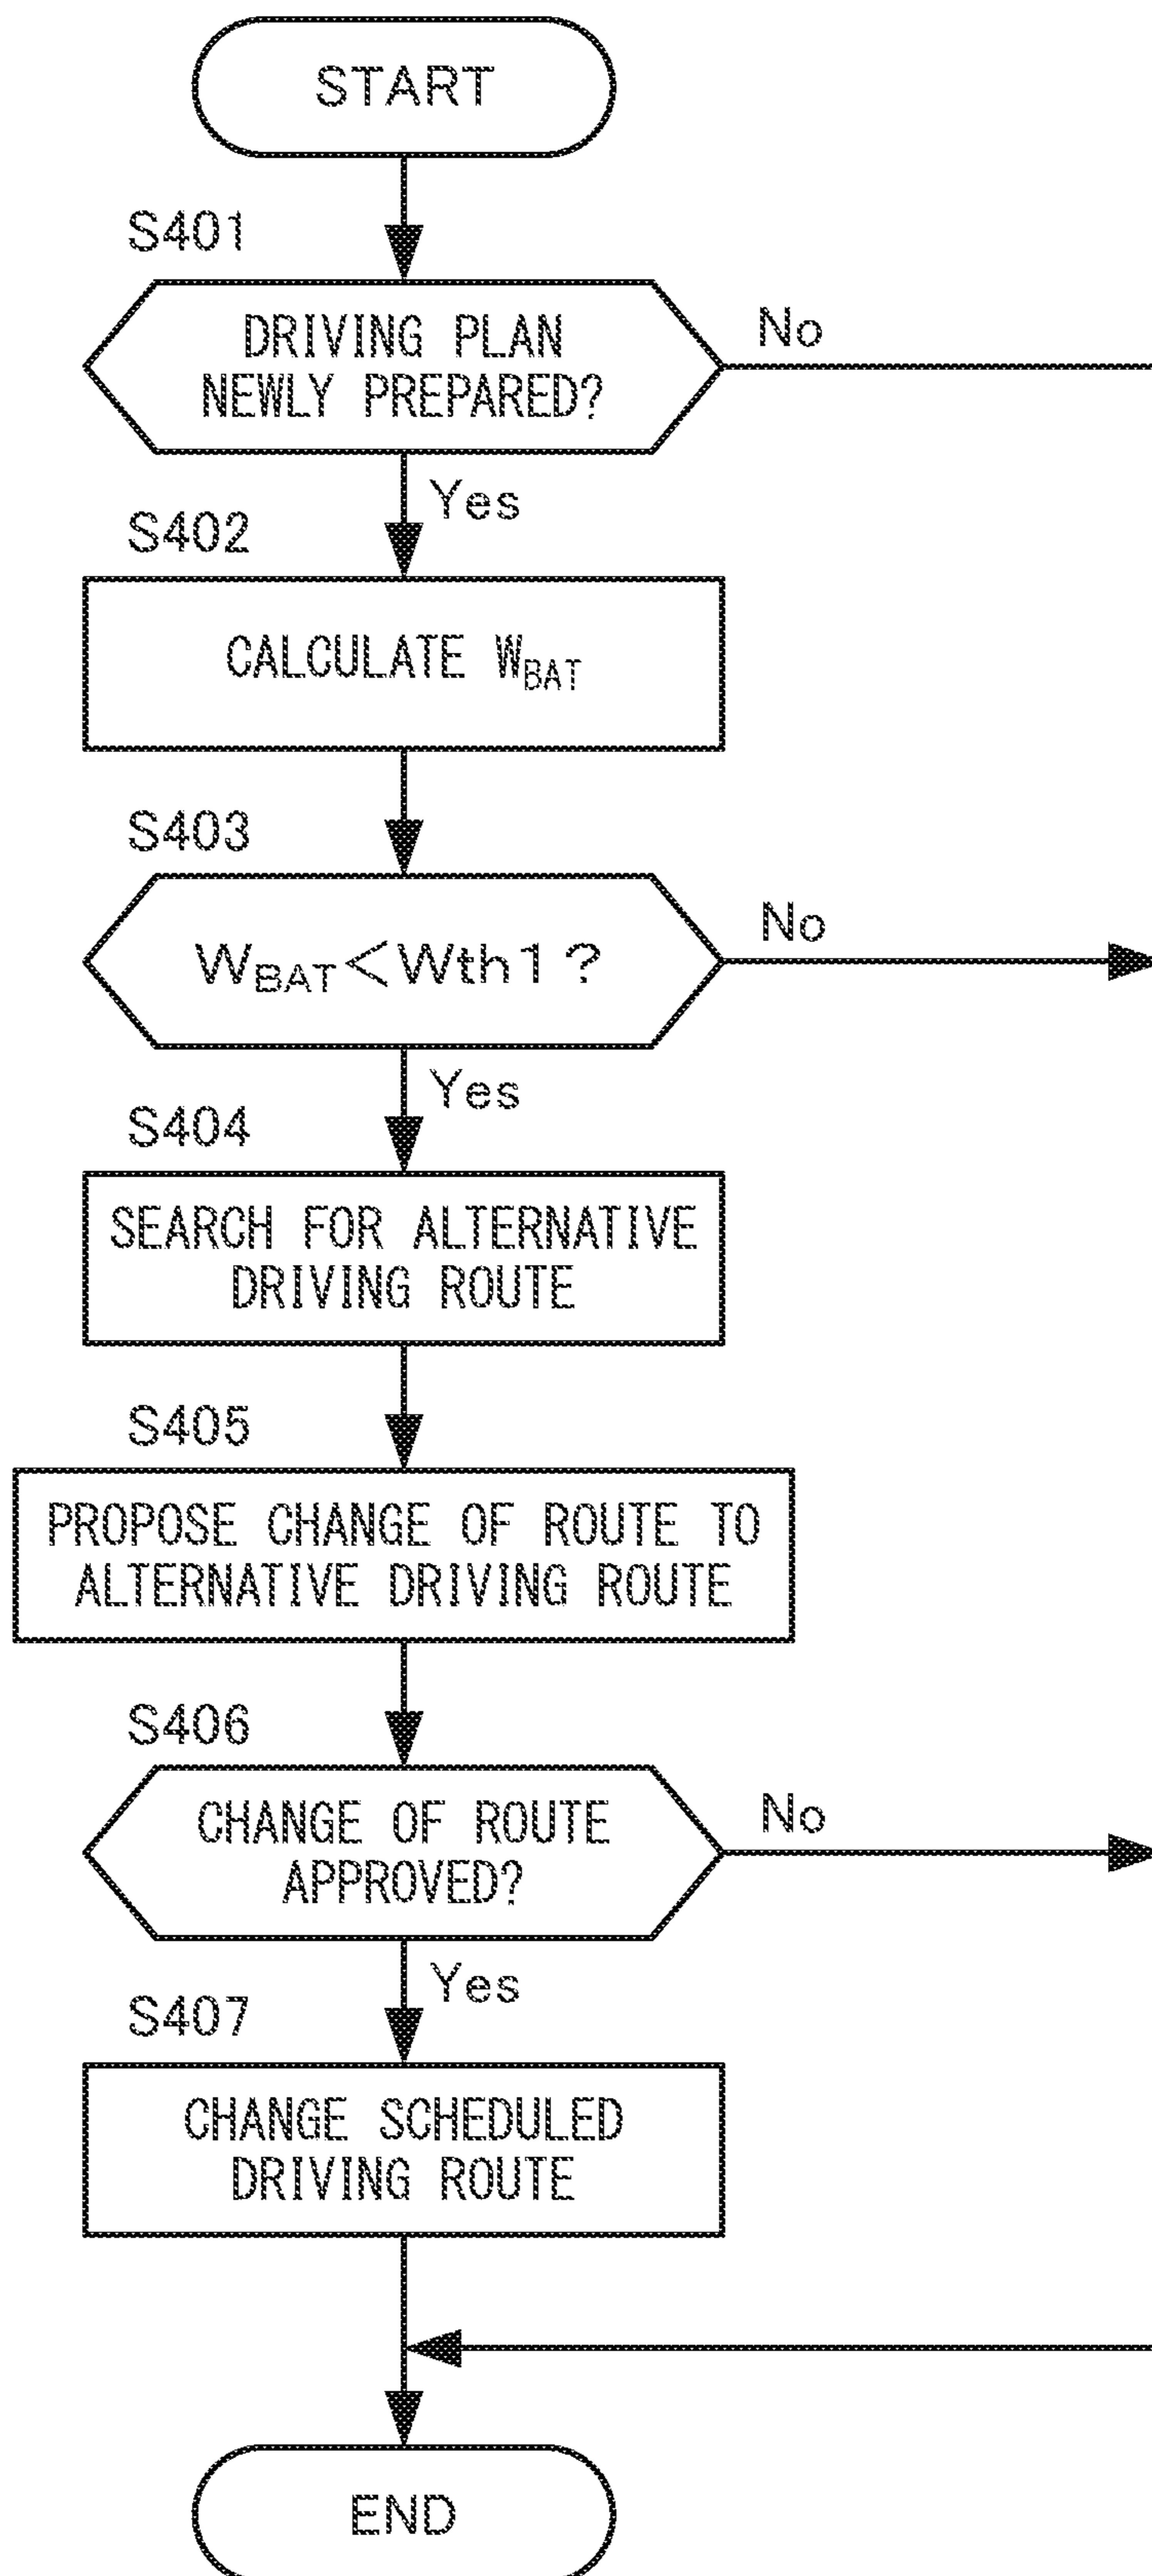 START
S401
DRIVING PLAN
NEWLY PREPARED?
No
Yes
S402
CALCULATE W_BAT
S403
W_BAT<Wth1?
No
Yes
S404
SEARCH FOR ALTERNATIVE
DRIVING ROUTE
S405
PROPOSE CHANGE OF ROUTE TO
ALTERNATIVE DRIVING ROUTE
S406
CHANGE OF ROUTE
APPROVED?
No
Yes
S407
CHANGE SCHEDULED
DRIVING ROUTE
END